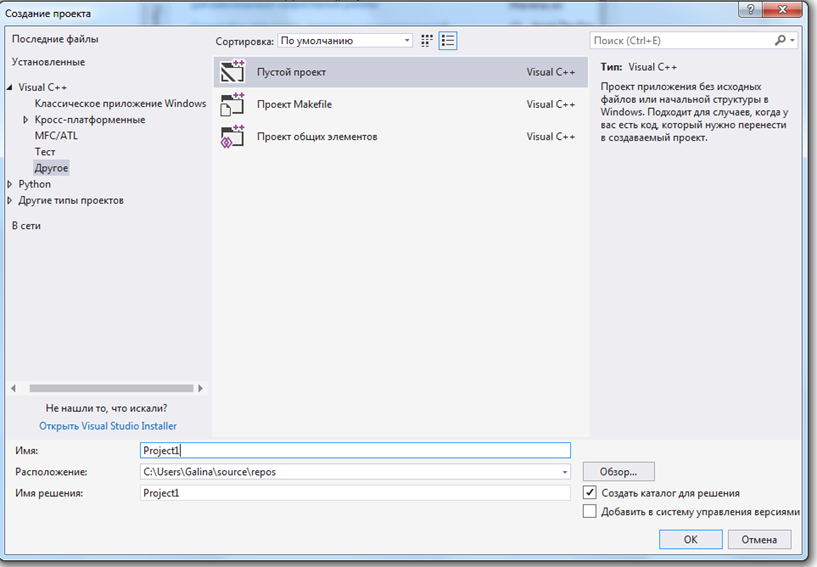 Создание проекта
Последние файлы
Установленные
Visual C++
Классическое приложение Windows
Кросс-платформенные
MFC/ATL
Тест
Другое
Python
Другие типы проектов
В сети
Не нашли то, что искали?
Открыть Visual Studio Installer
Сортировка: По умолчанию
Пустой проект Visual C++
Проект Makefile Visual C++
Проект общих элементов Visual C++
Поиск (Ctrl+E)
Тип: Visual C++
Проект приложения без исходных
файлов или начальной структуры в
Windows. Подходит для случаев, когда у
вас есть код, который нужно перенести
в создаваемый проект.
Имя: Project1
Расположение: C:\Users\Galina\source\repos
Обзор...
Имя решения: Project1
Создать каталог для решения
Добавить в систему управления версиями
OK Отмена